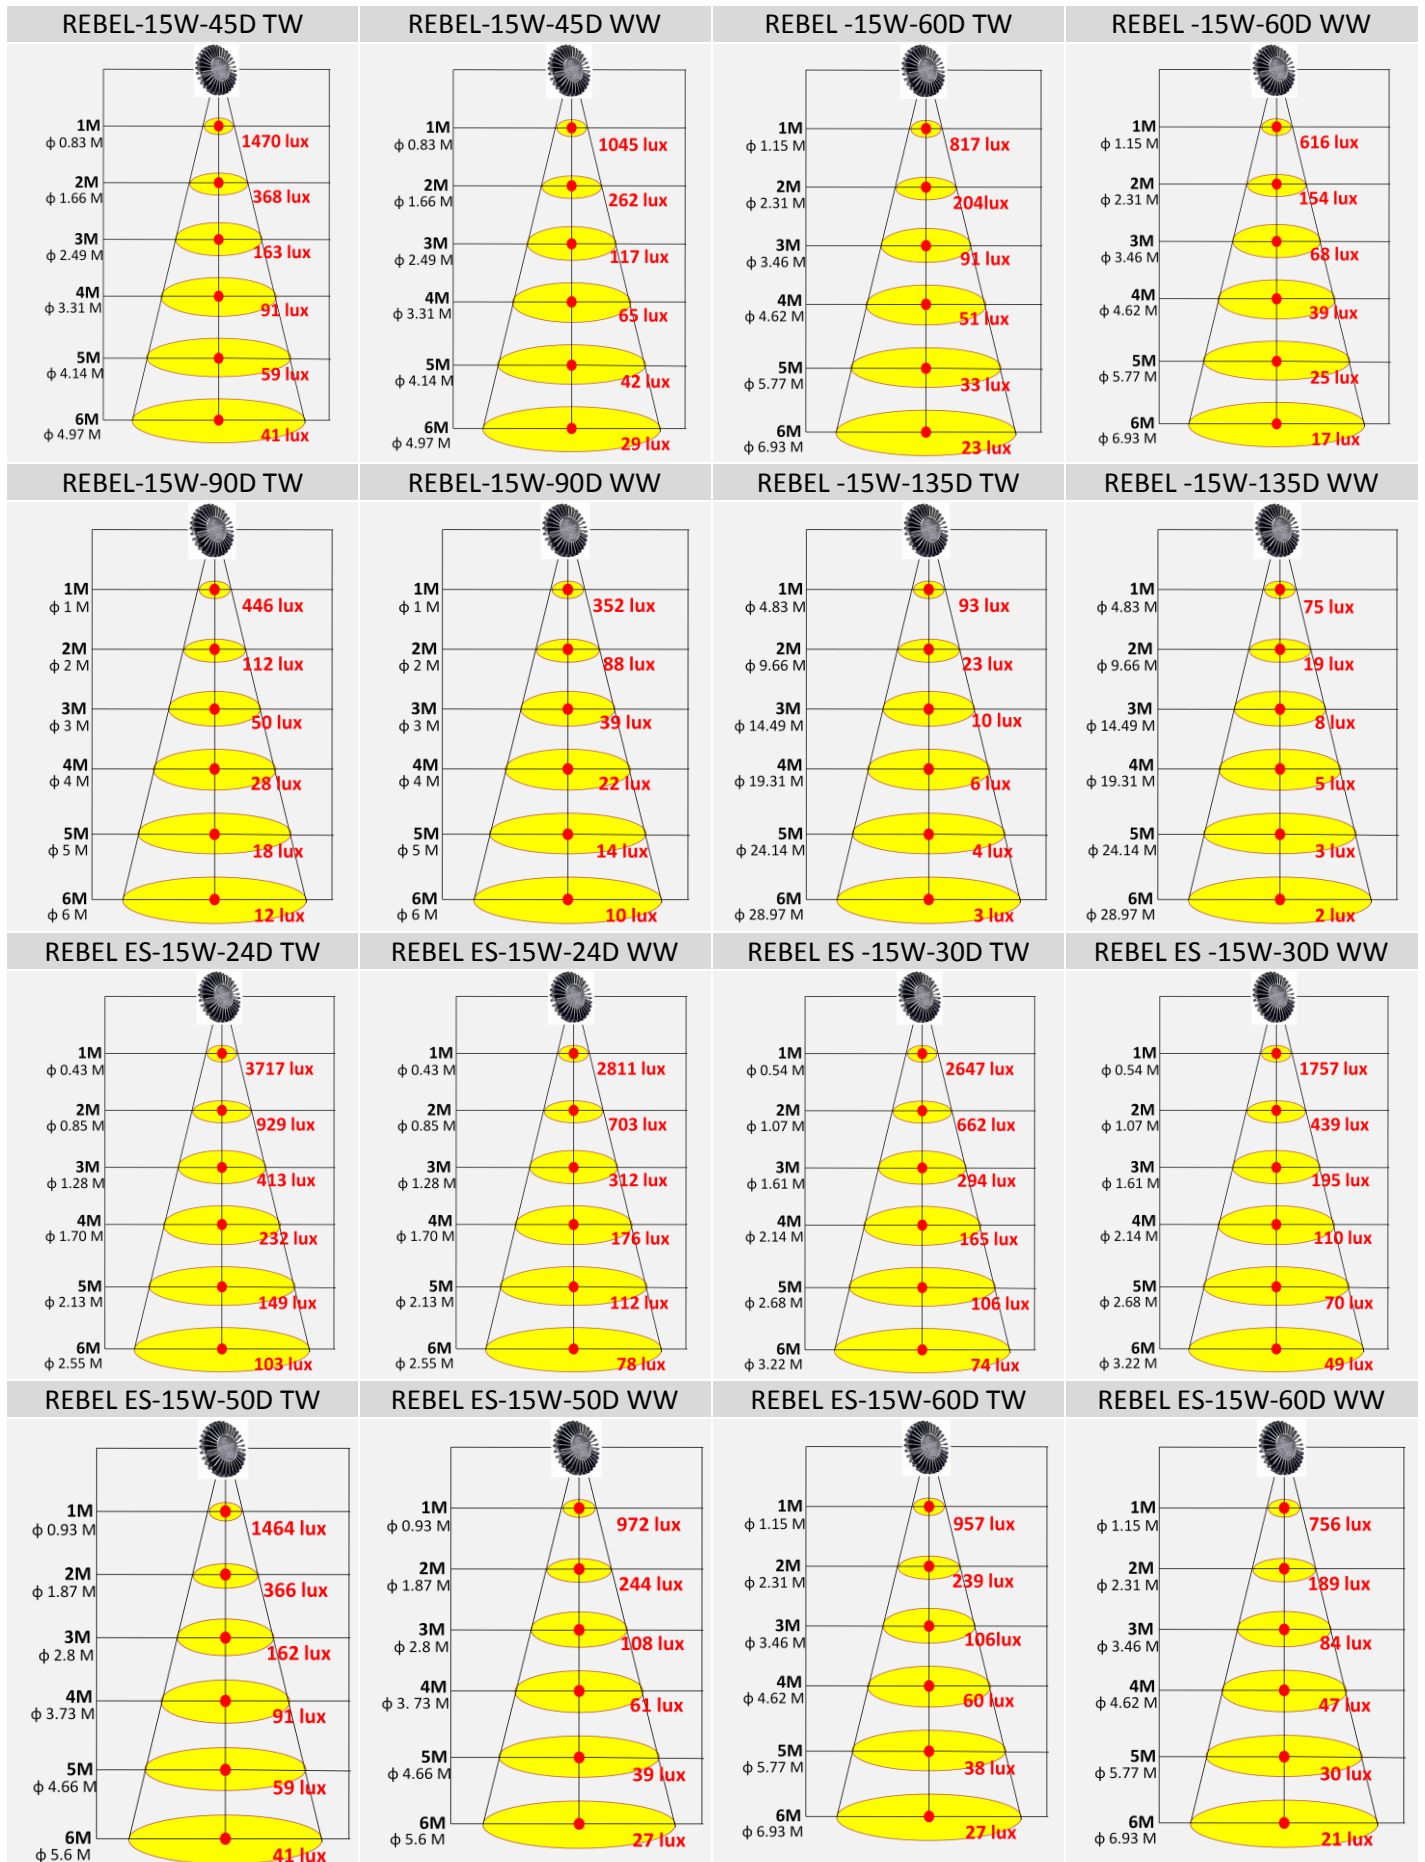 REBEL-15W-45D TW
1M
ϕ 0.83 M
1470 lux
2M
ϕ 1.66 M
368 lux
3M
ϕ 2.49 M
163 lux
4M
ϕ 3.31 M
91 lux
5M
ϕ 4.14 M
59 lux
6M
ϕ 4.97 M
41 lux
REBEL-15W-45D WW
1M
ϕ 0.83 M
1045 lux
2M
ϕ 1.66 M
262 lux
3M
ϕ 2.49 M
117 lux
4M
ϕ 3.31 M
65 lux
5M
ϕ 4.14 M
42 lux
6M
ϕ 4.97 M
29 lux
REBEL -15W-60D TW
1M
ϕ 1.15 M
817 lux
2M
ϕ 2.31 M
204lux
3M
ϕ 3.46 M
91 lux
4M
ϕ 4.62 M
51 lux
5M
ϕ 5.77 M
33 lux
6M
ϕ 6.93 M
23 lux
REBEL -15W-60D WW
1M
ϕ 1.15 M
616 lux
2M
ϕ 2.31 M
154 lux
3M
ϕ 3.46 M
68 lux
4M
ϕ 4.62 M
39 lux
5M
ϕ 5.77 M
25 lux
6M
ϕ 6.93 M
17 lux
REBEL-15W-90D TW
1M
ϕ 1 M
446 lux
2M
ϕ 2 M
112 lux
3M
ϕ 3 M
50 lux
4M
ϕ 4 M
28 lux
5M
ϕ 5 M
18 lux
6M
ϕ 6 M
12 lux
REBEL-15W-90D WW
1M
ϕ 1 M
352 lux
2M
ϕ 2 M
88 lux
3M
ϕ 3 M
39 lux
4M
ϕ 4 M
22 lux
5M
ϕ 5 M
14 lux
6M
ϕ 6 M
10 lux
REBEL -15W-135D TW
1M
ϕ 4.83 M
93 lux
2M
ϕ 9.66 M
23 lux
3M
ϕ 14.49 M
10 lux
4M
ϕ 19.31 M
6 lux
5M
ϕ 24.14 M
4 lux
6M
ϕ 28.97 M
3 lux
REBEL -15W-135D WW
1M
ϕ 4.83 M
75 lux
2M
ϕ 9.66 M
19 lux
3M
ϕ 14.49 M
8 lux
4M
ϕ 19.31 M
5 lux
5M
ϕ 24.14 M
3 lux
6M
ϕ 28.97 M
2 lux
REBEL ES-15W-24D TW
1M
ϕ 0.43 M
3717 lux
2M
ϕ 0.85 M
929 lux
3M
ϕ 1.28 M
413 lux
4M
ϕ 1.70 M
232 lux
5M
ϕ 2.13 M
149 lux
6M
ϕ 2.55 M
103 lux
REBEL ES-15W-24D WW
1M
ϕ 0.43 M
2811 lux
2M
ϕ 0.85 M
703 lux
3M
ϕ 1.28 M
312 lux
4M
ϕ 1.70 M
176 lux
5M
ϕ 2.13 M
112 lux
6M
ϕ 2.55 M
78 lux
REBEL ES -15W-30D TW
1M
ϕ 0.54 M
2647 lux
2M
ϕ 1.07 M
662 lux
3M
ϕ 1.61 M
294 lux
4M
ϕ 2.14 M
165 lux
5M
ϕ 2.68 M
106 lux
6M
ϕ 3.22 M
74 lux
REBEL ES -15W-30D WW
1M
ϕ 0.54 M
1757 lux
2M
ϕ 1.07 M
439 lux
3M
ϕ 1.61 M
195 lux
4M
ϕ 2.14 M
110 lux
5M
ϕ 2.68 M
70 lux
6M
ϕ 3.22 M
49 lux
REBEL ES-15W-50D TW
1M
ϕ 0.93 M
1464 lux
2M
ϕ 1.87 M
366 lux
3M
ϕ 2.8 M
162 lux
4M
ϕ 3.73 M
91 lux
5M
ϕ 4.66 M
59 lux
6M
ϕ 5.6 M
41 lux
REBEL ES-15W-50D WW
1M
ϕ 0.93 M
972 lux
2M
ϕ 1.87 M
244 lux
3M
ϕ 2.8 M
108 lux
4M
ϕ 3. 73 M
61 lux
5M
ϕ 4.66 M
39 lux
6M
ϕ 5.6 M
27 lux
REBEL ES-15W-60D TW
1M
ϕ 1.15 M
957 lux
2M
ϕ 2.31 M
239 lux
3M
ϕ 3.46 M
106lux
4M
ϕ 4.62 M
60 lux
5M
ϕ 5.77 M
38 lux
6M
ϕ 6.93 M
27 lux
REBEL ES-15W-60D WW
1M
ϕ 1.15 M
756 lux
2M
ϕ 2.31 M
189 lux
3M
ϕ 3.46 M
84 lux
4M
ϕ 4.62 M
47 lux
5M
ϕ 5.77 M
30 lux
6M
ϕ 6.93 M
21 lux